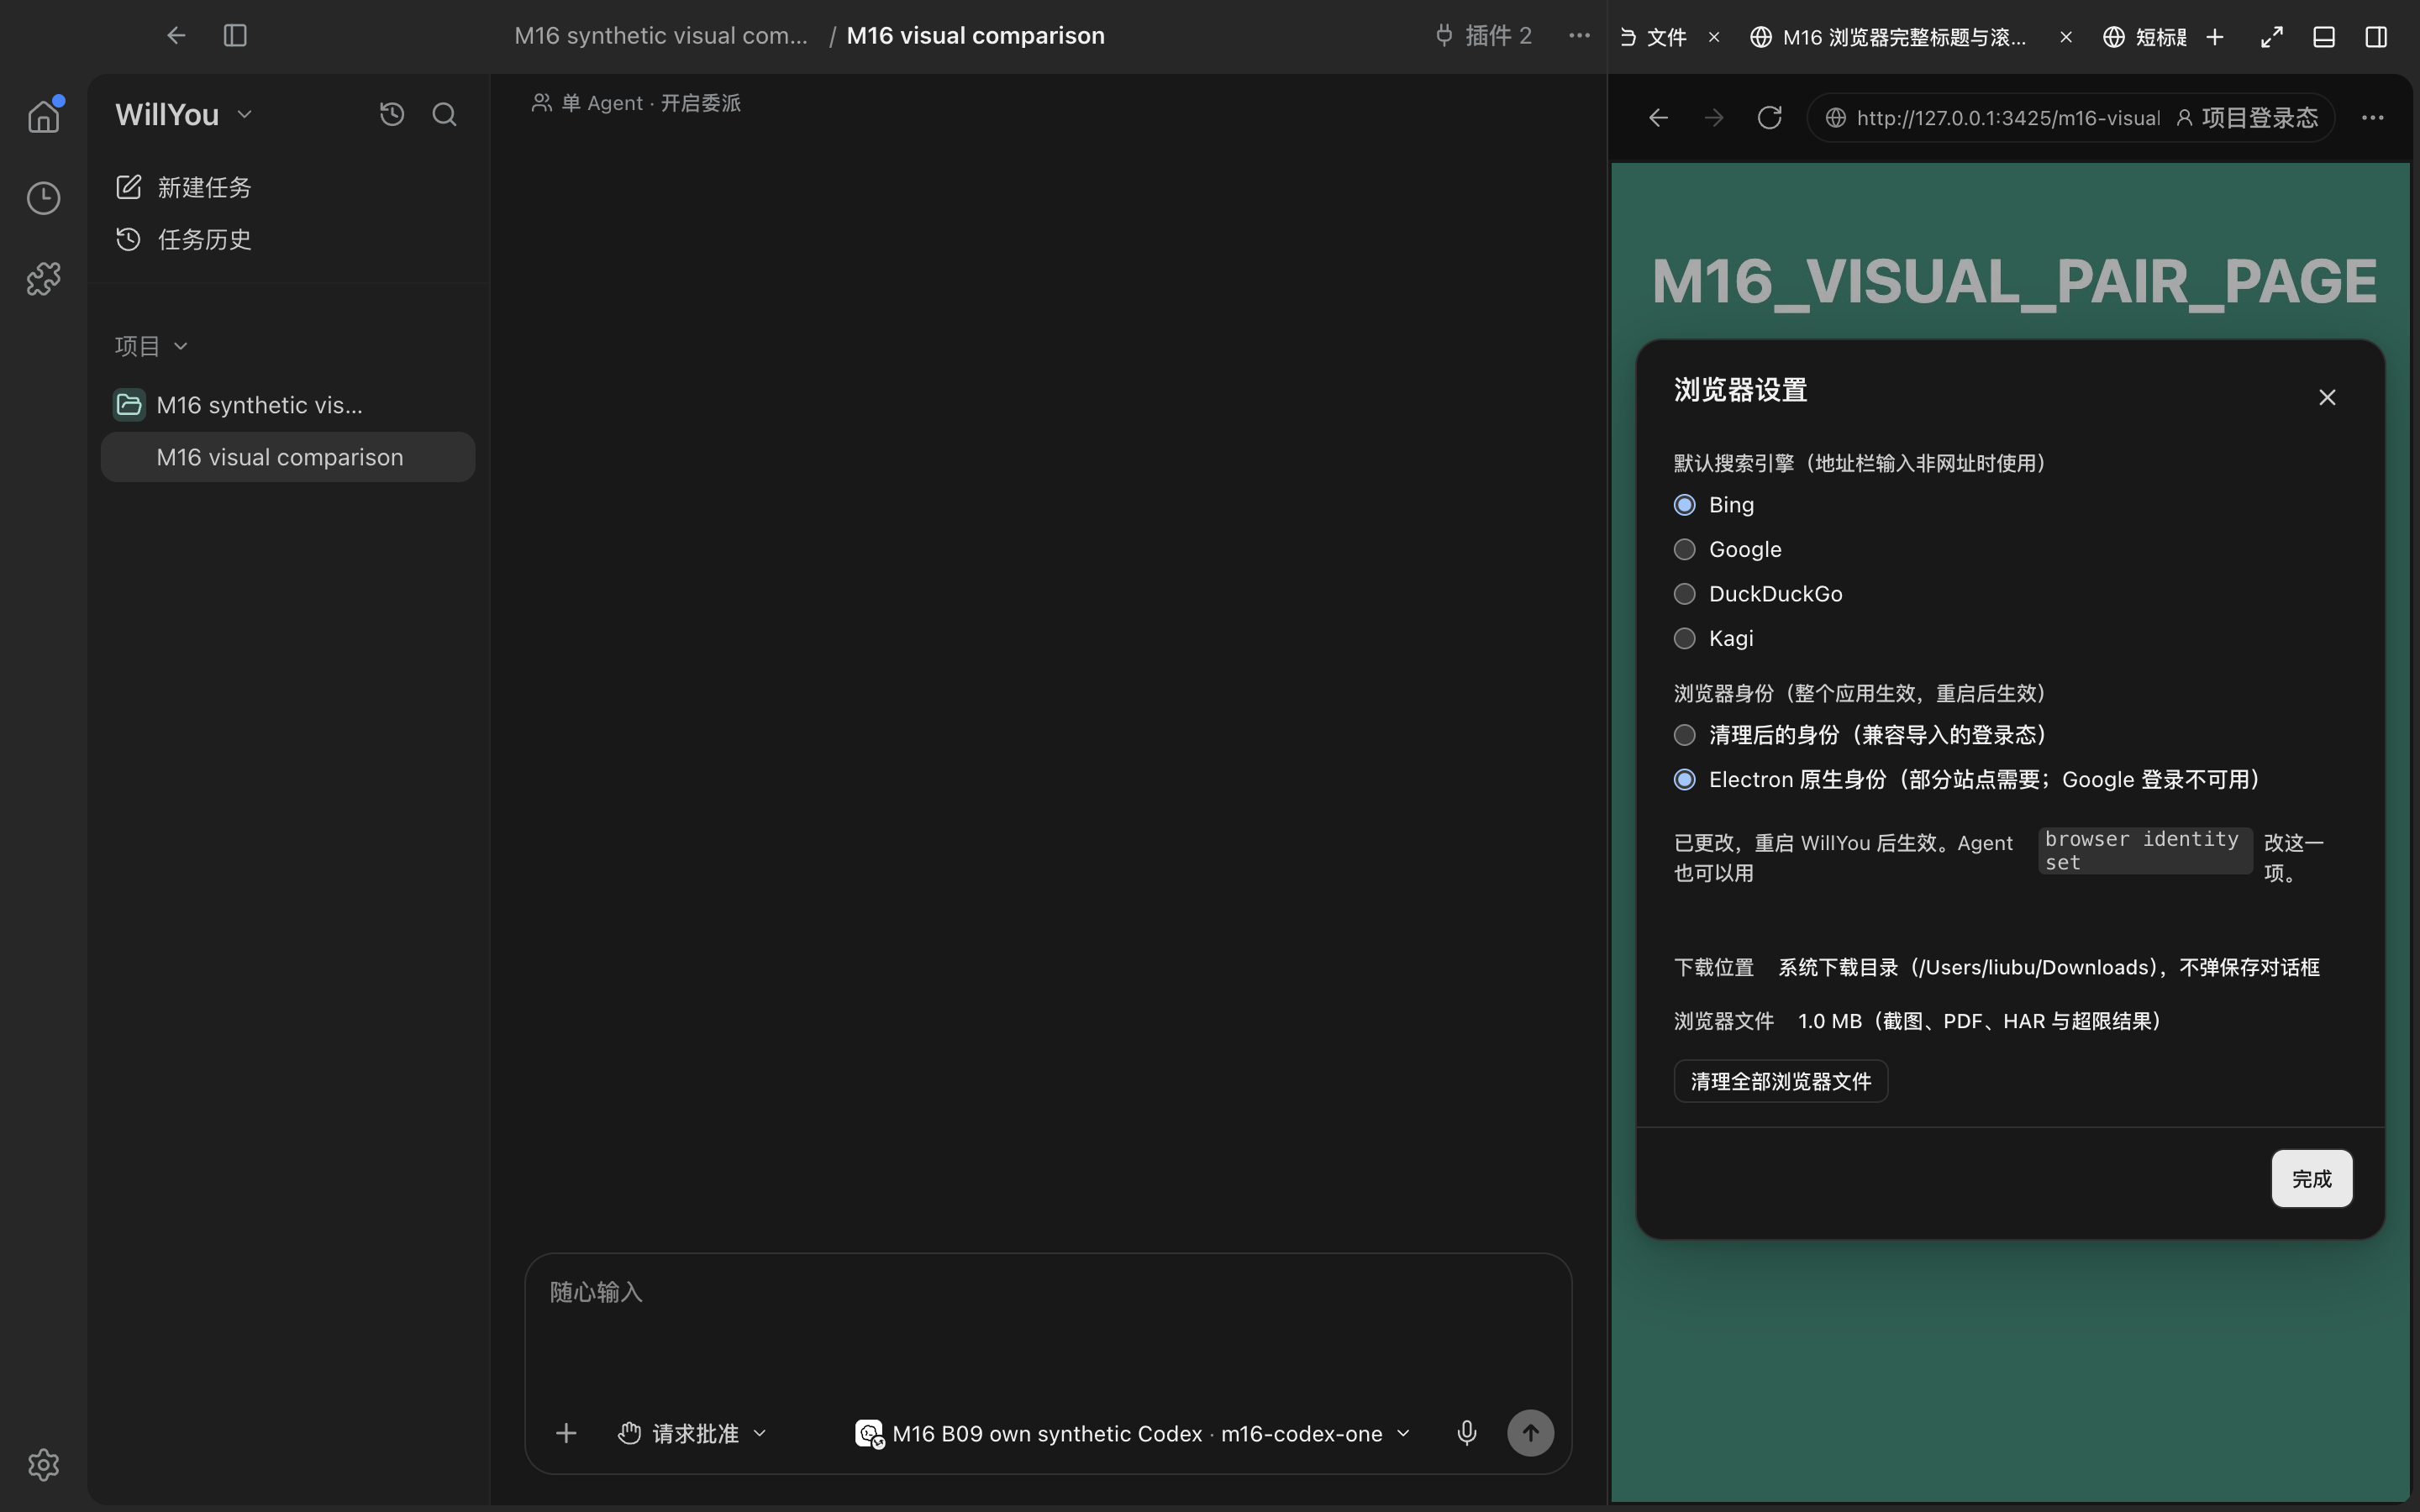 M16 synthetic visual com... / M16 visual comparison
插件 2
文件
M16 浏览器完整标题与滚...
短标题
WillYou
新建任务
任务历史
项目
M16 synthetic vis...
M16 visual comparison
单 Agent · 开启委派
随心输入
请求批准
M16 B09 own synthetic Codex · m16-codex-one
http://127.0.0.1:3425/m16-visual
项目登录态
M16_VISUAL_PAIR_PAGE
浏览器设置
默认搜索引擎（地址栏输入非网址时使用）
Bing
Google
DuckDuckGo
Kagi
浏览器身份（整个应用生效，重启后生效）
清理后的身份（兼容导入的登录态）
Electron 原生身份（部分站点需要；Google 登录不可用）
已更改，重启 WillYou 后生效。Agent
也可以用
browser identity
set
改这一
项。
下载位置 系统下载目录（/Users/liubu/Downloads），不弹保存对话框
浏览器文件 1.0 MB（截图、PDF、HAR 与超限结果）
清理全部浏览器文件
完成